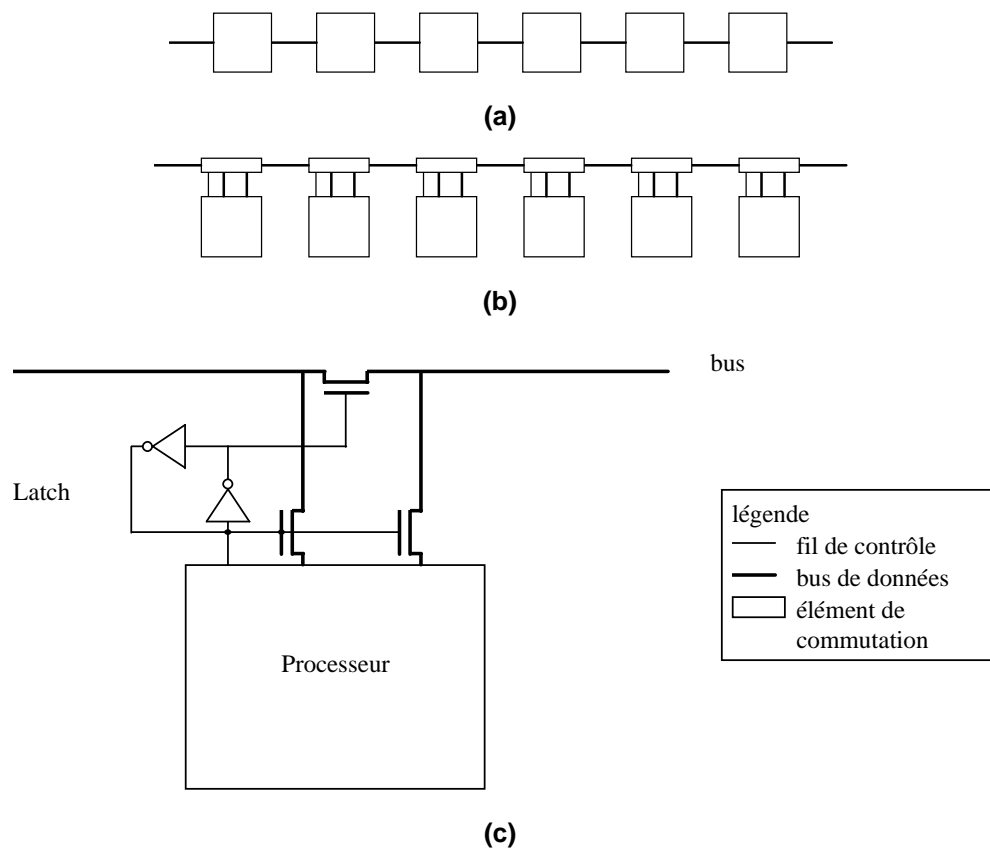 (a)
(b)
bus
Latch
légende
fil de contrôle
bus de données
élément de
commutation
Processeur
(c)